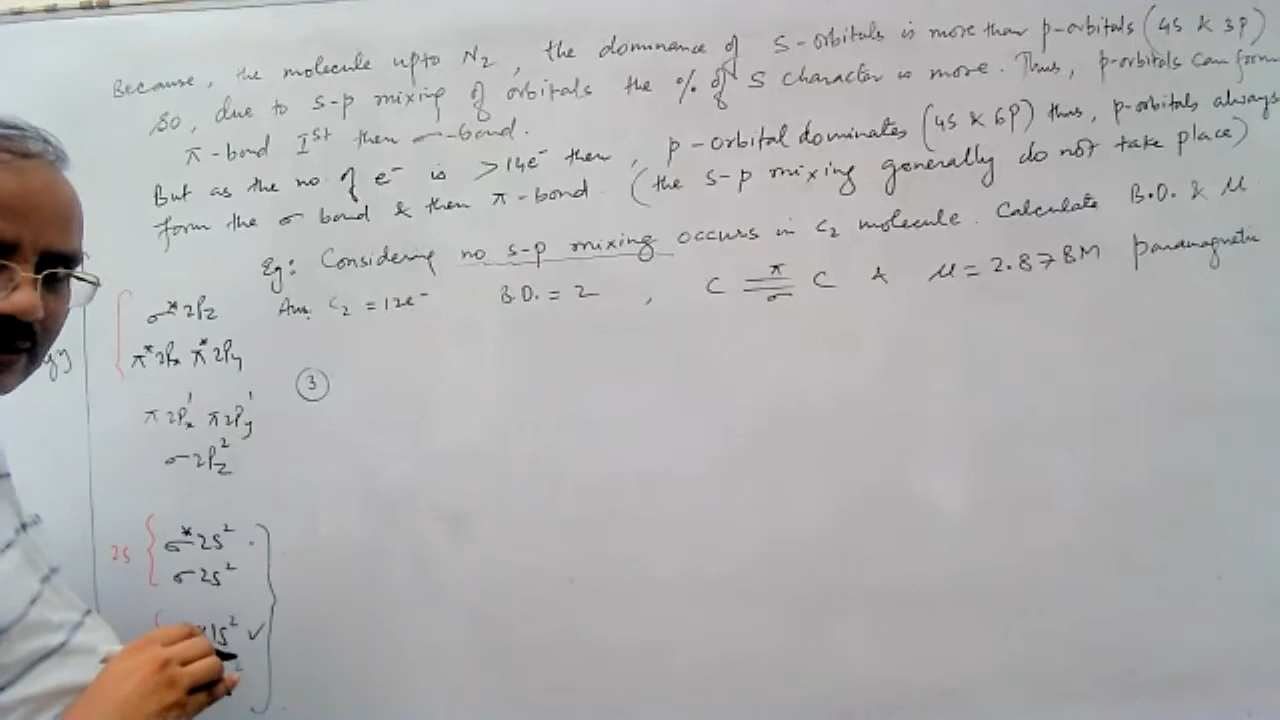 Because, the molecule upto N2, the dominance of s-orbitals is more than p-orbitals (4S & 3P)
So, due to s-p mixing of orbitals the % of S character is more. Thus, p-orbitals can form
π-bond Ist then σ-bond.
But as the no. of e⁻ is >14e⁻ then, p-orbital dominates (4S & 6P) thus, p-orbitals always
form the σ bond & then π-bond. (the s-p mixing generally do not take place)
Eg: Considering no s-p mixing occurs in C2 molecule. Calculate B.O. & μ.
Ans. C2 = 12e⁻ B.O. = 2, C π σ C & μ = 2.87BM paramagnetic
σ*2Pz
π*2Px π*2Py
gy
3
π2Px¹ π2Py¹
σ2Pz²
2S
σ*2S²
σ2S²
1S² ✓